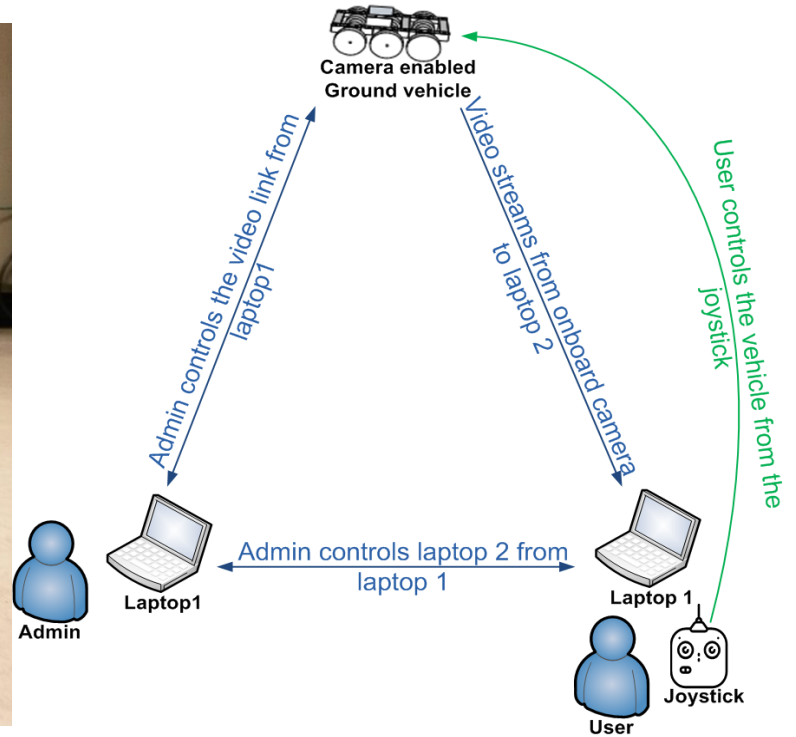 Camera enabled
Ground vehicle
Admin controls the video link from
laptop1
Video streams from onboard camera
to laptop 2
User controls the vehicle from the
joystick
Admin controls laptop 2 from
laptop 1
Laptop1
Admin
Laptop 1
Joystick
User